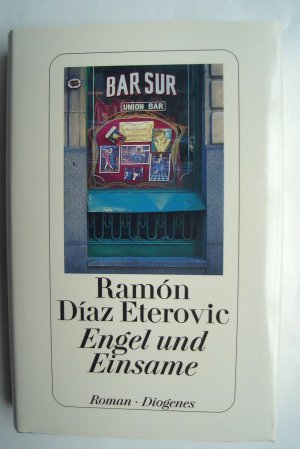 BAR SUR
UNION BAR
Ramón
Díaz Eterovic
Engel und
Einsame
Roman · Diogenes